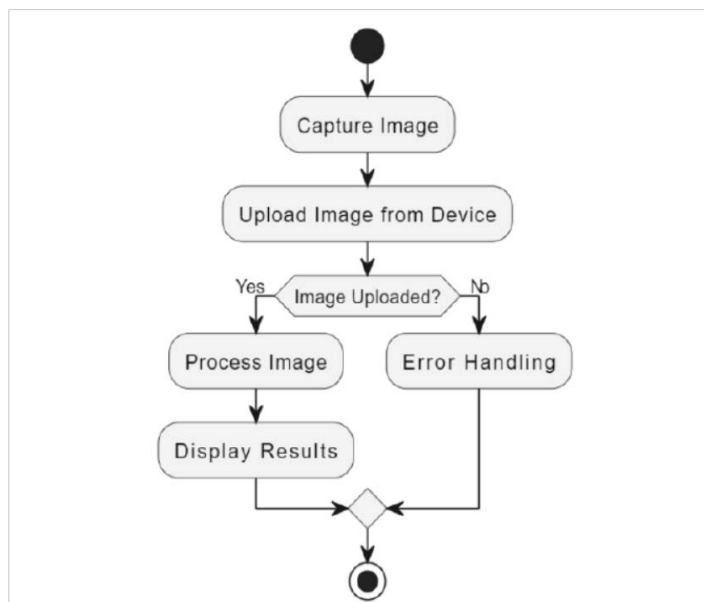 Capture Image
Upload Image from Device
Image Uploaded?
Yes
No
Process Image
Error Handling
Display Results